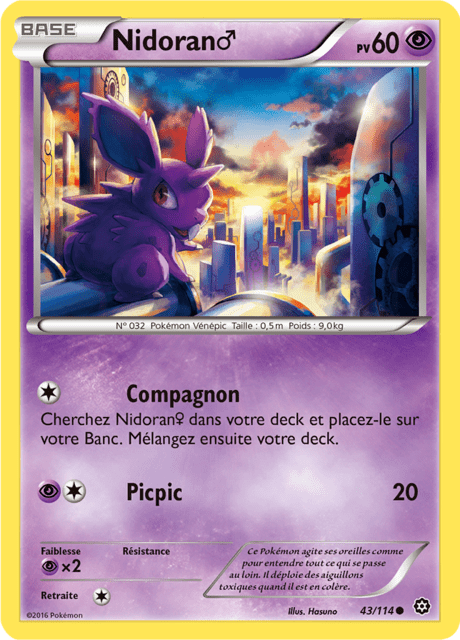 BASE
Nidoran♂
PV60
Nº 032 Pokémon Vénépic Taille : 0,5m Poids : 9,0kg
Compagnon
Cherchez Nidoran♀ dans votre deck et placez-le sur
votre Banc. Mélangez ensuite votre deck.
Picpic 20
Faiblesse Résistance
×2
Retraite
Ce Pokémon agite ses oreilles comme
pour entendre tout ce qui se passe
au loin. Il déploie des aiguillons
toxiques quand il est en colère.
©2016 Pokémon
Illus. Hasuno 43/114